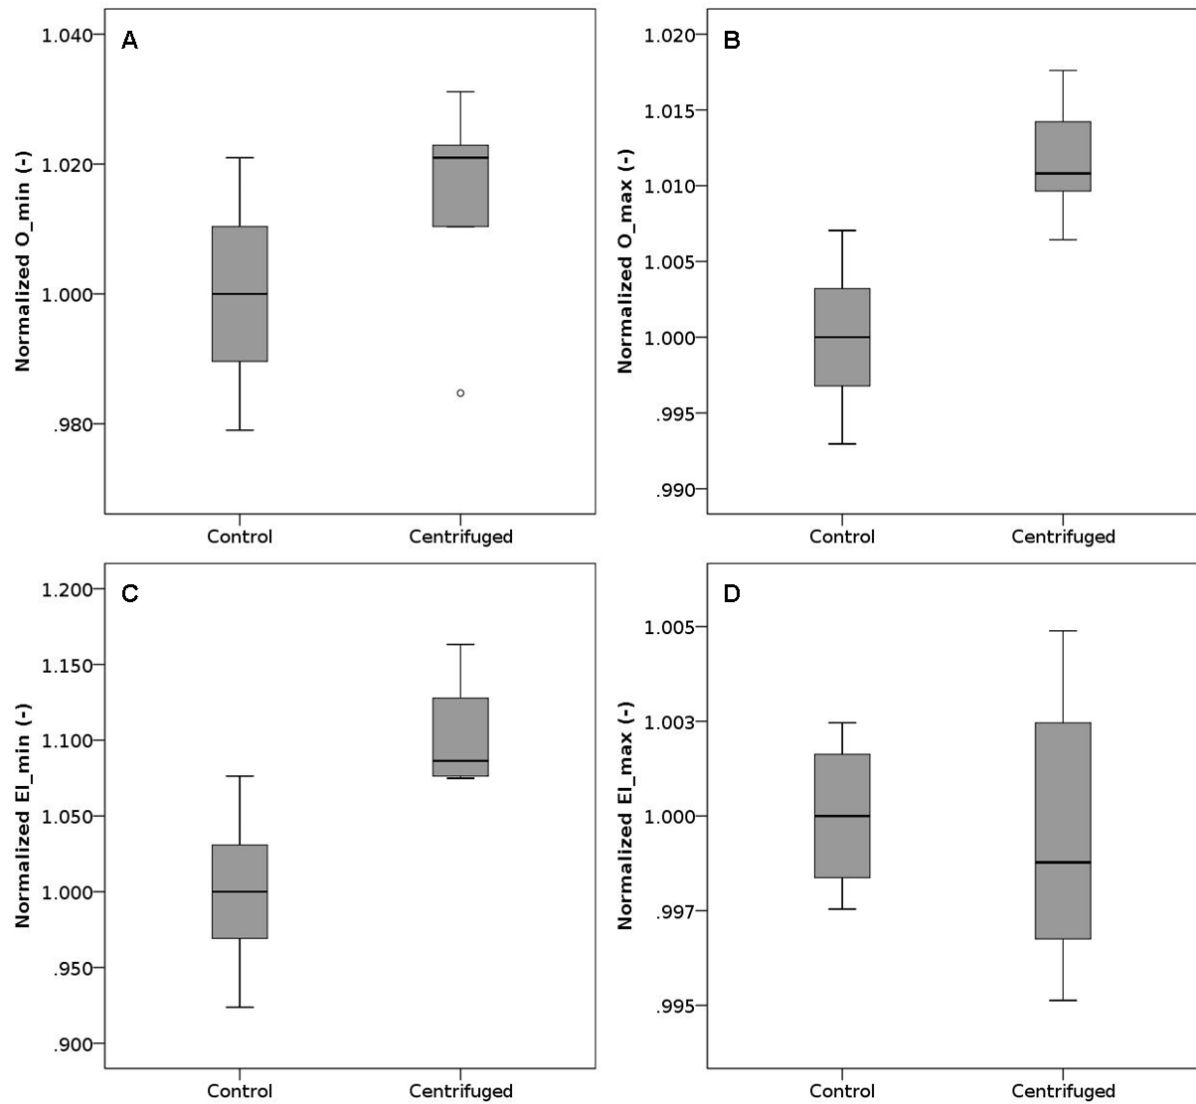 A
Normalized O_min (-)
1.040
1.020
1.000
.980
Control
Centrifuged
B
Normalized O_max (-)
1.020
1.015
1.010
1.005
1.000
.995
.990
Control
Centrifuged
C
Normalized EI_min (-)
1.200
1.150
1.100
1.050
1.000
.950
.900
Control
Centrifuged
D
Normalized EI_max (-)
1.005
1.003
1.000
.997
.995
Control
Centrifuged